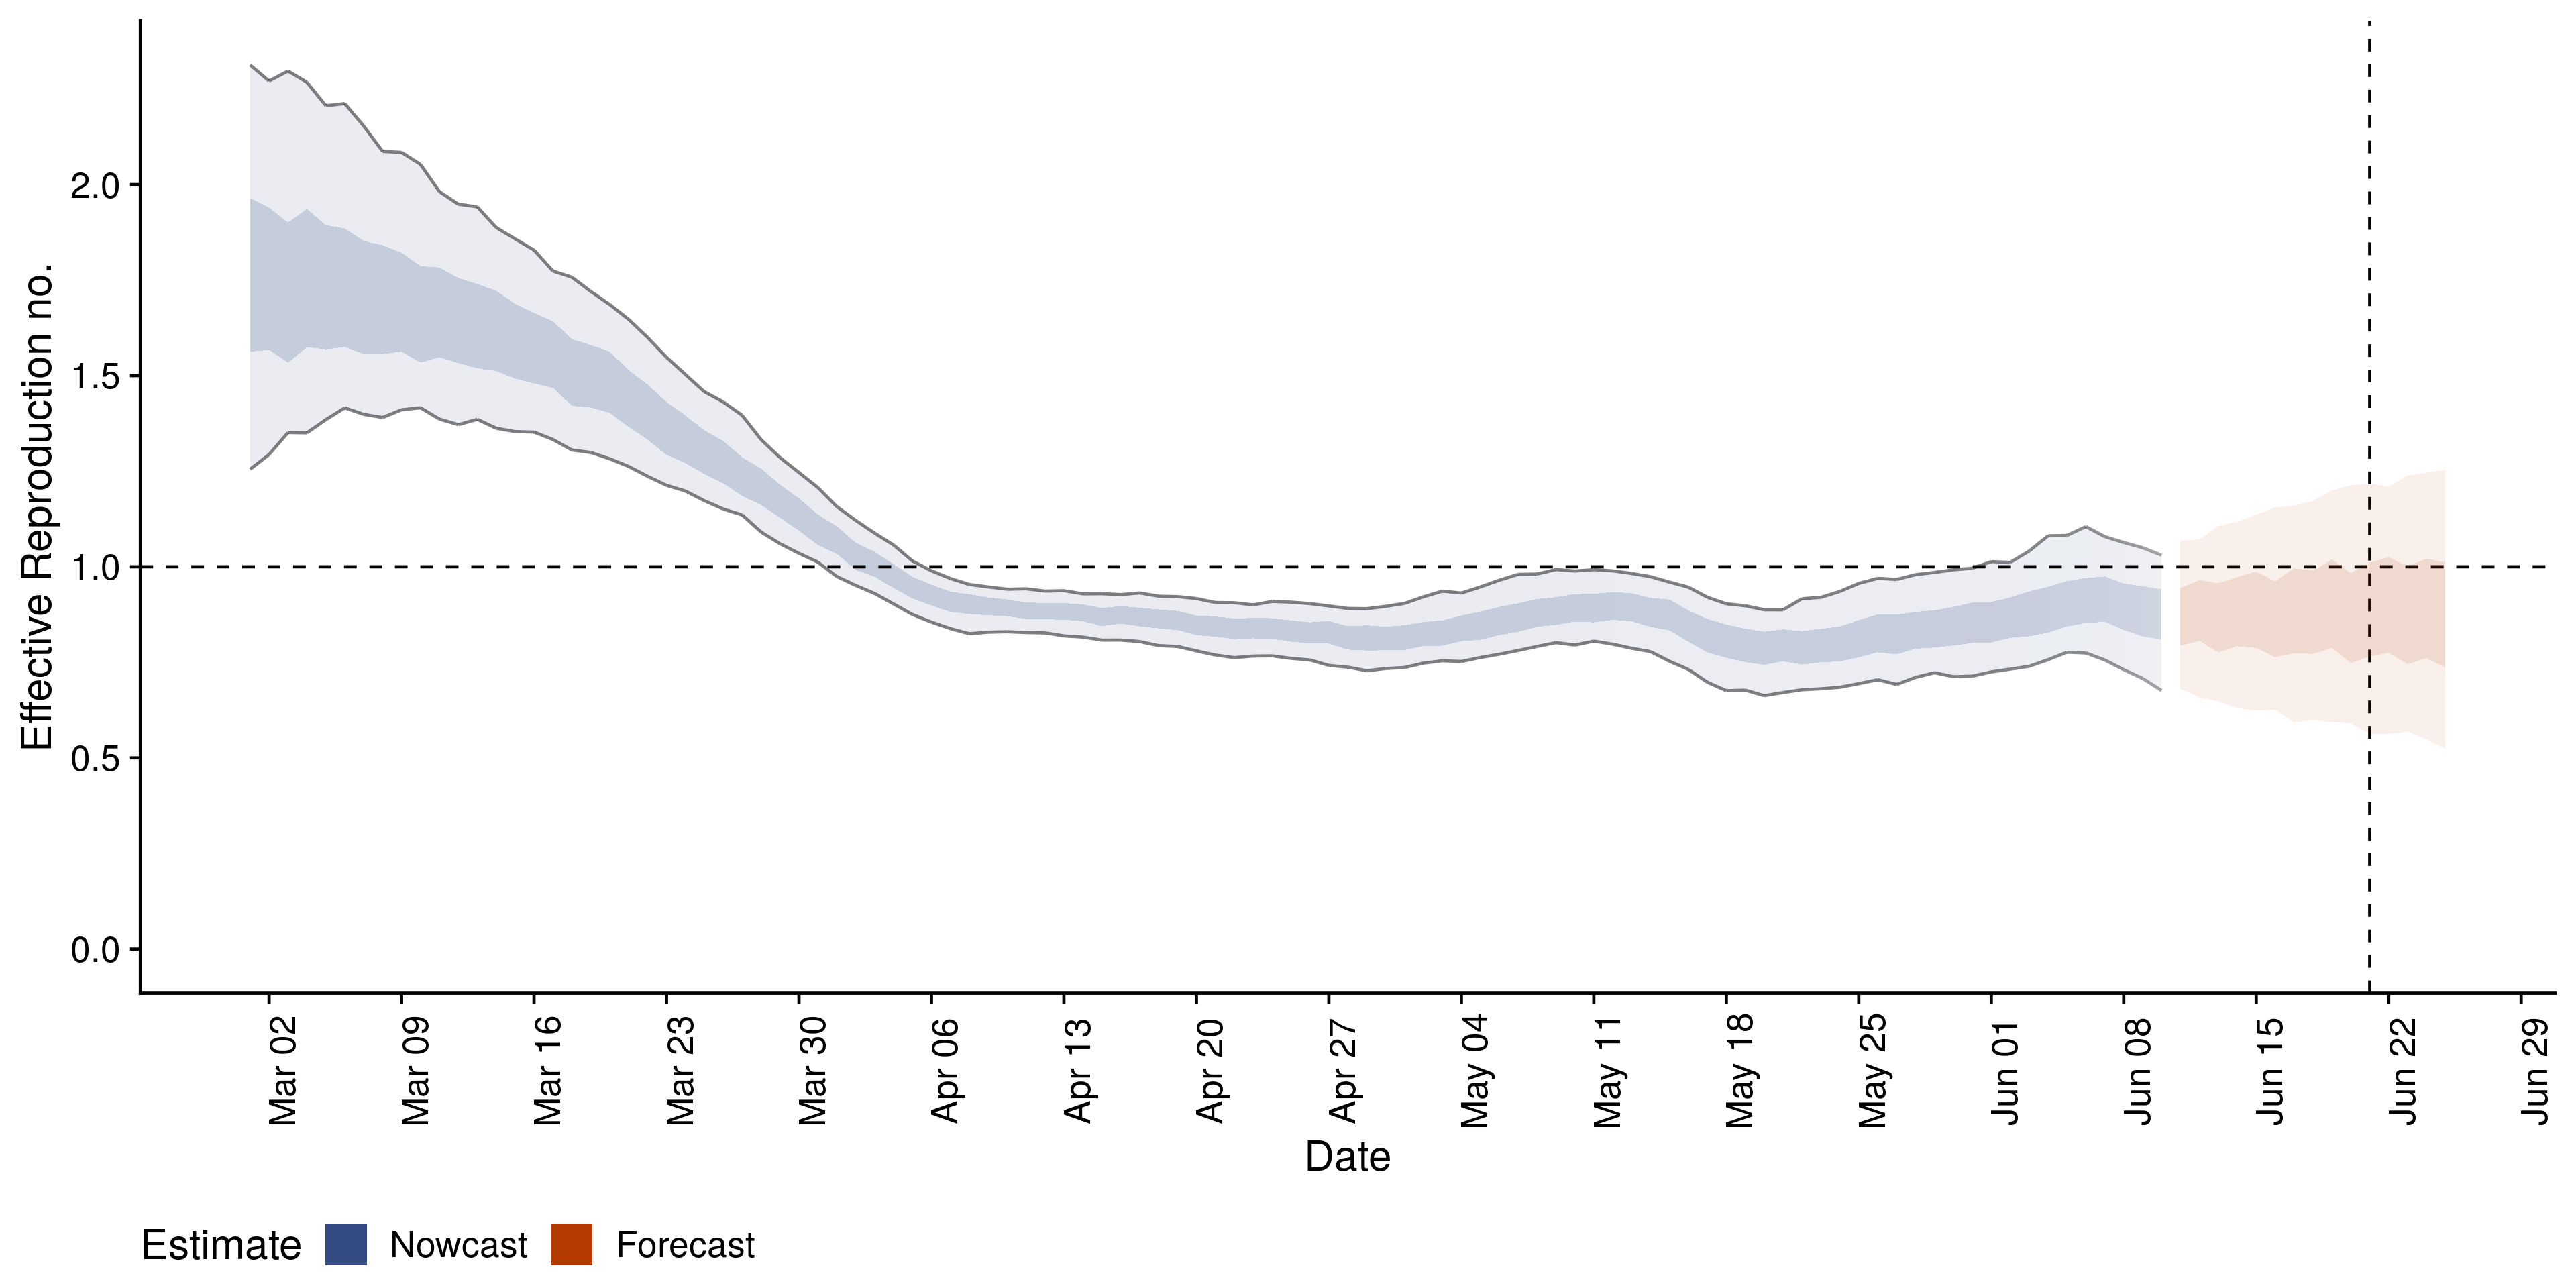 Effective Reproduction no.
2.0
1.5
1.0
0.5
0.0
Mar 02
Mar 09
Mar 16
Mar 23
Mar 30
Apr 06
Apr 13
Apr 20
Apr 27
May 04
May 11
May 18
May 25
Jun 01
Jun 08
Jun 15
Jun 22
Jun 29
Date
Estimate Nowcast Forecast